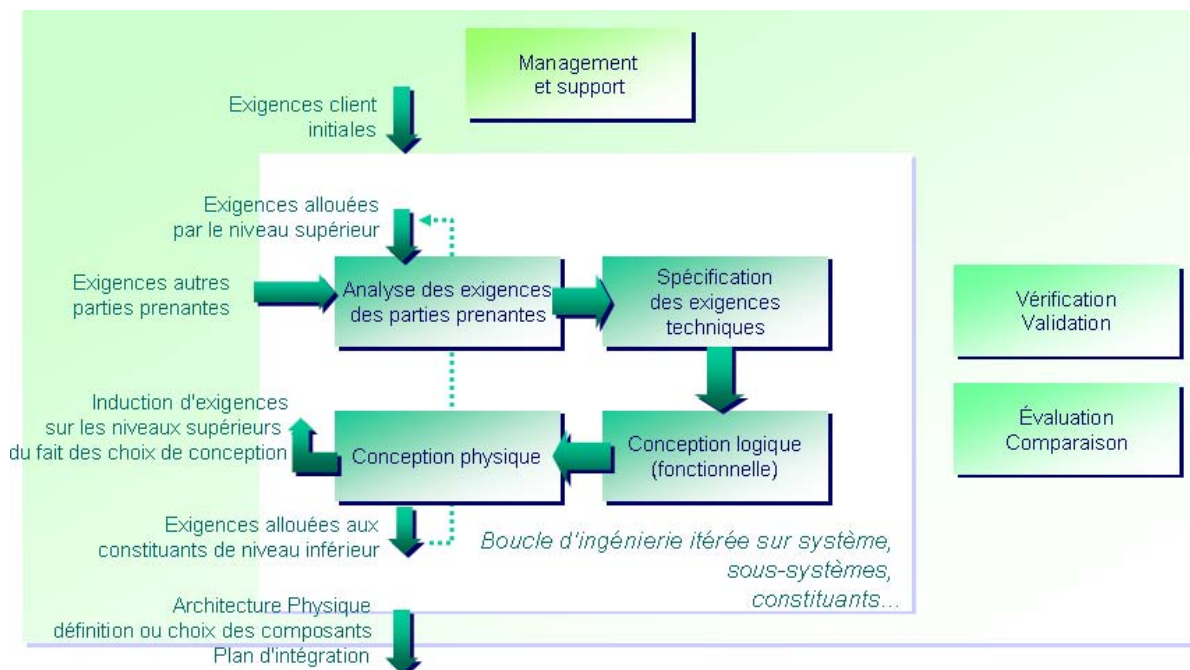 Management
et support
Exigences client
initiales
Exigences allouées
par le niveau supérieur
Exigences autres
parties prenantes
Analyse des exigences
des parties prenantes
Spécification
des exigences
techniques
Vérification
Validation
Induction d'exigences
sur les niveaux supérieurs
du fait des choix de conception
Conception physique
Conception logique
(fonctionnelle)
Évaluation
Comparaison
Exigences allouées aux
constituants de niveau inférieur
Boucle d'ingénierie itérée sur système,
sous-systèmes,
constituants...
Architecture Physique
définition ou choix des composants
Plan d'intégration